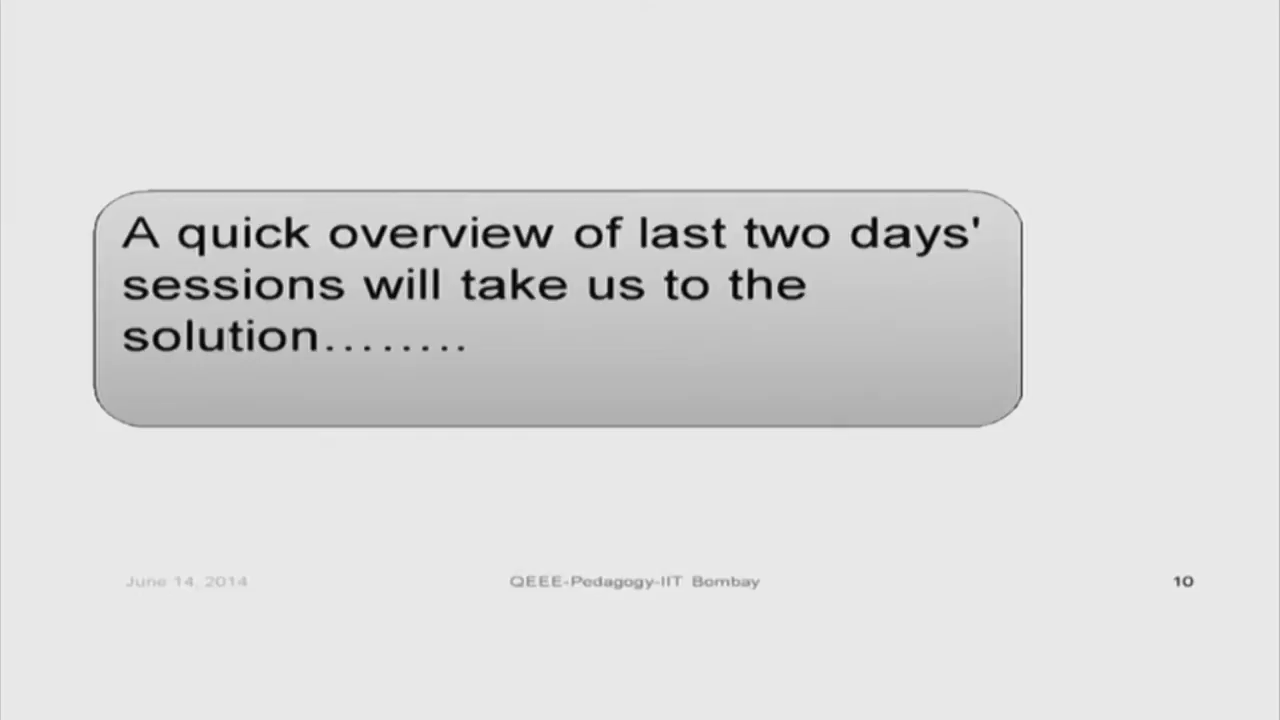 A quick overview of last two days'
sessions will take us to the
solution........
June 14, 2014
QEEE-Pedagogy-IIT Bombay
10